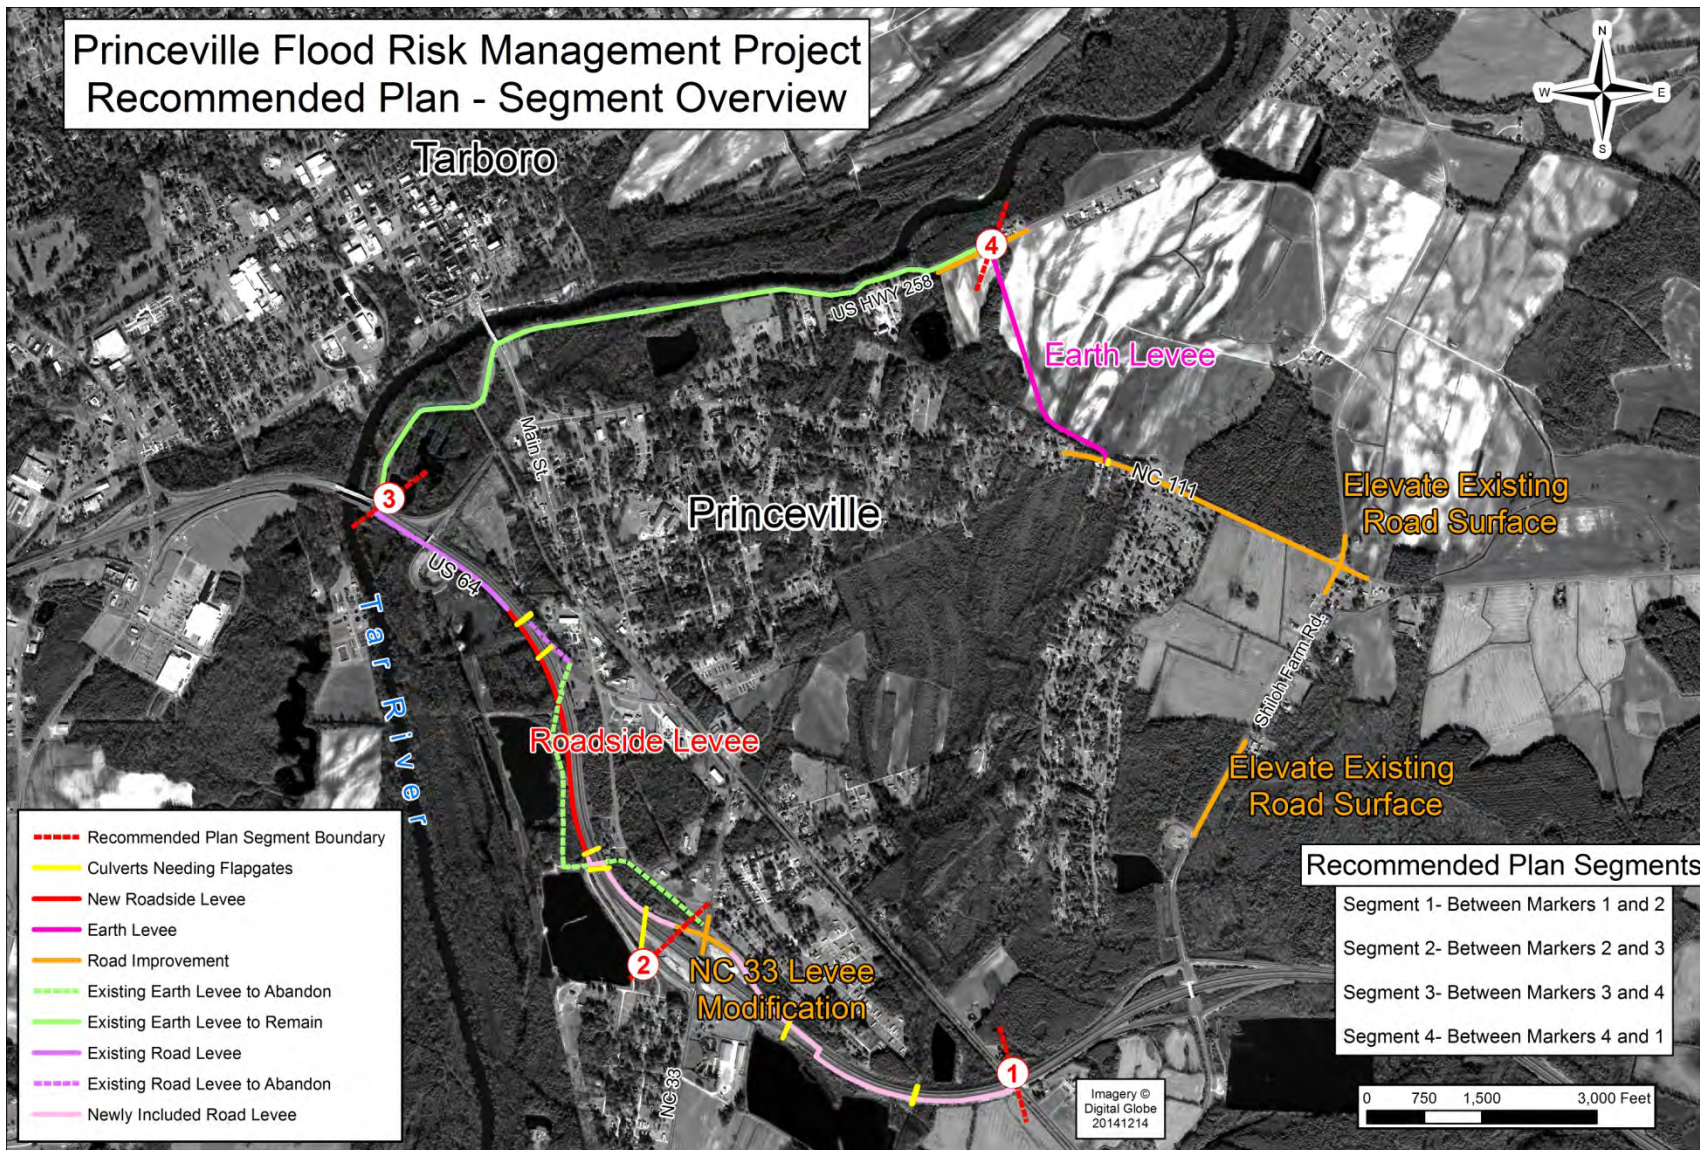 Princeville Flood Risk Management Project
Recommended Plan - Segment Overview
N
W
E
S
Tarboro
4
US HWY 258
Earth Levee
Main St.
3
Princeville
NC 111
Elevate Existing
Road Surface
US 64
Tar River
Shiloh Farm Rd.
Roadside Levee
Elevate Existing
Road Surface
2
NC 33 Levee
Modification
NC 33
1
Recommended Plan Segment Boundary
Culverts Needing Flapgates
New Roadside Levee
Earth Levee
Road Improvement
Existing Earth Levee to Abandon
Existing Earth Levee to Remain
Existing Road Levee
Existing Road Levee to Abandon
Newly Included Road Levee
Recommended Plan Segments
Segment 1- Between Markers 1 and 2
Segment 2- Between Markers 2 and 3
Segment 3- Between Markers 3 and 4
Segment 4- Between Markers 4 and 1
Imagery ©
Digital Globe
20141214
0 750 1,500 3,000 Feet